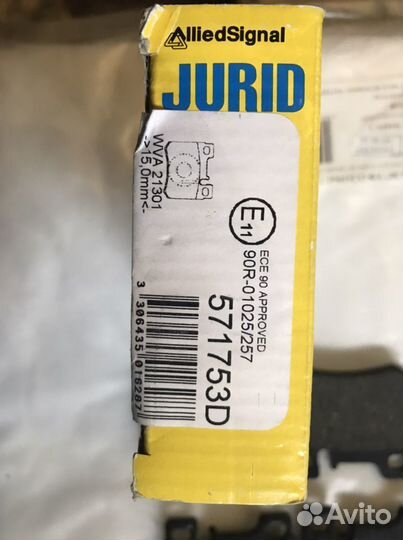 AlliedSignal
JURID
WVA 21301
->15,0mm<-
E11
ECE 90 APPROVED
90R-01025/257
571753D
3 306435 016287
Avito